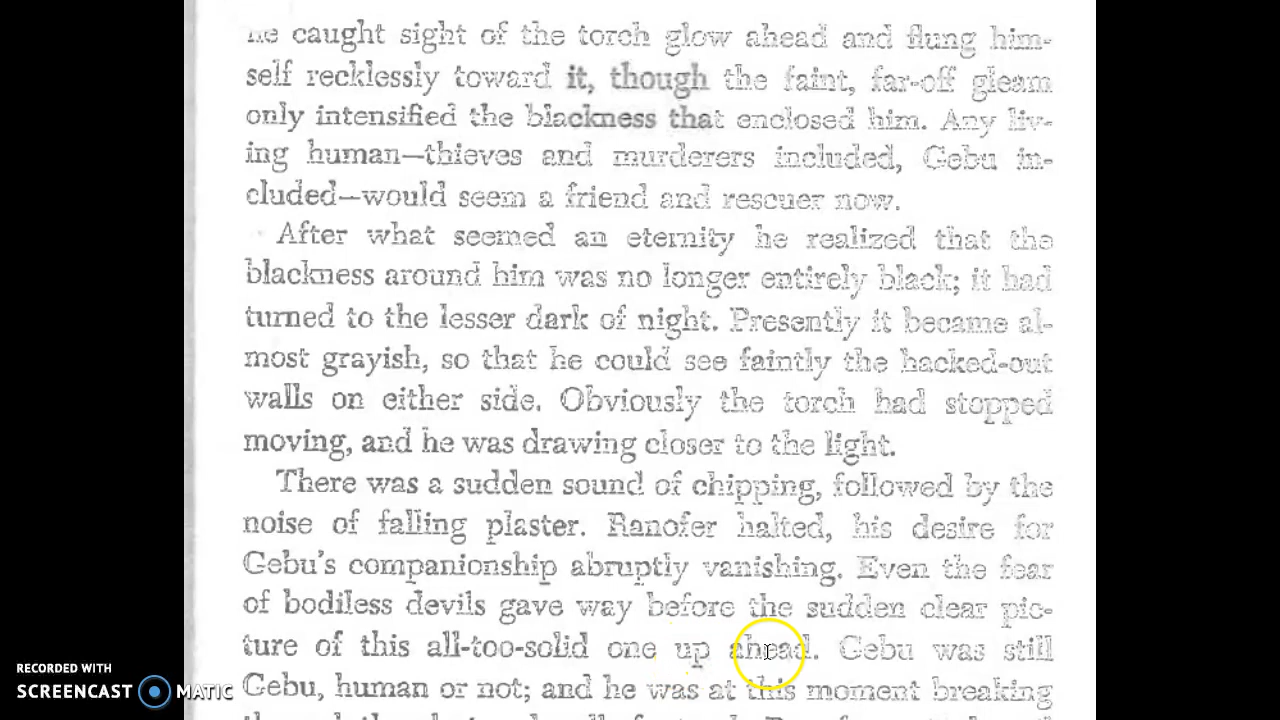 he caught sight of the torch glow ahead and flung him-
self recklessly toward it, though the faint, far-off gleam
only intensified the blackness that enclosed him. Any liv-
ing human—thieves and murderers included, Gebu in-
cluded—would seem a friend and rescuer now.
After what seemed an eternity he realized that the
blackness around him was no longer entirely black; it had
turned to the lesser dark of night. Presently it became al-
most grayish, so that he could see faintly the hacked-out
walls on either side. Obviously the torch had stopped
moving, and he was drawing closer to the light.
There was a sudden sound of chipping, followed by the
noise of falling plaster. Ranofer halted, his desire for
Gebu's companionship abruptly vanishing. Even the fear
of bodiless devils gave way before the sudden clear pic-
ture of this all-too-solid one up ahead. Gebu was still
Gebu, human or not; and he was at this moment breaking
RECORDED WITH
SCREENCAST MATIC